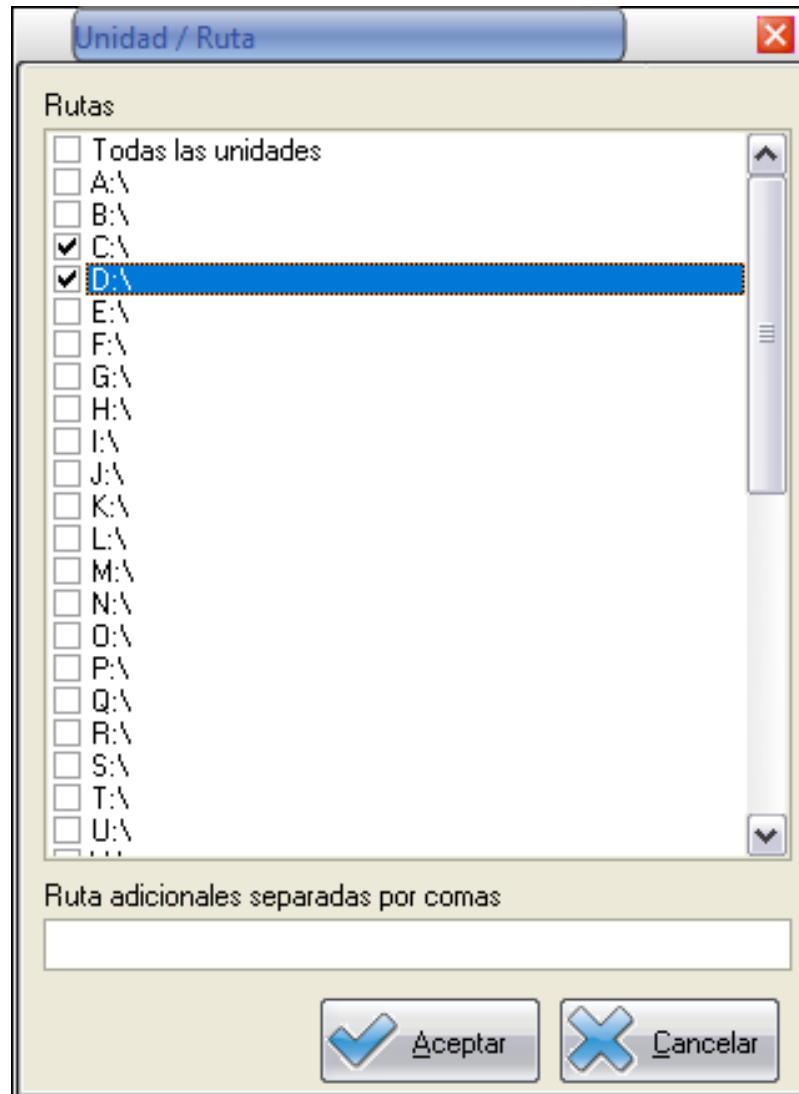 Unidad / Ruta
Rutas
Todas las unidades
A:\
B:\
C:\
D:\
E:\
F:\
G:\
H:\
I:\
J:\
K:\
L:\
M:\
N:\
O:\
P:\
Q:\
R:\
S:\
T:\
U:\
Ruta adicionales separadas por comas
Aceptar
Cancelar